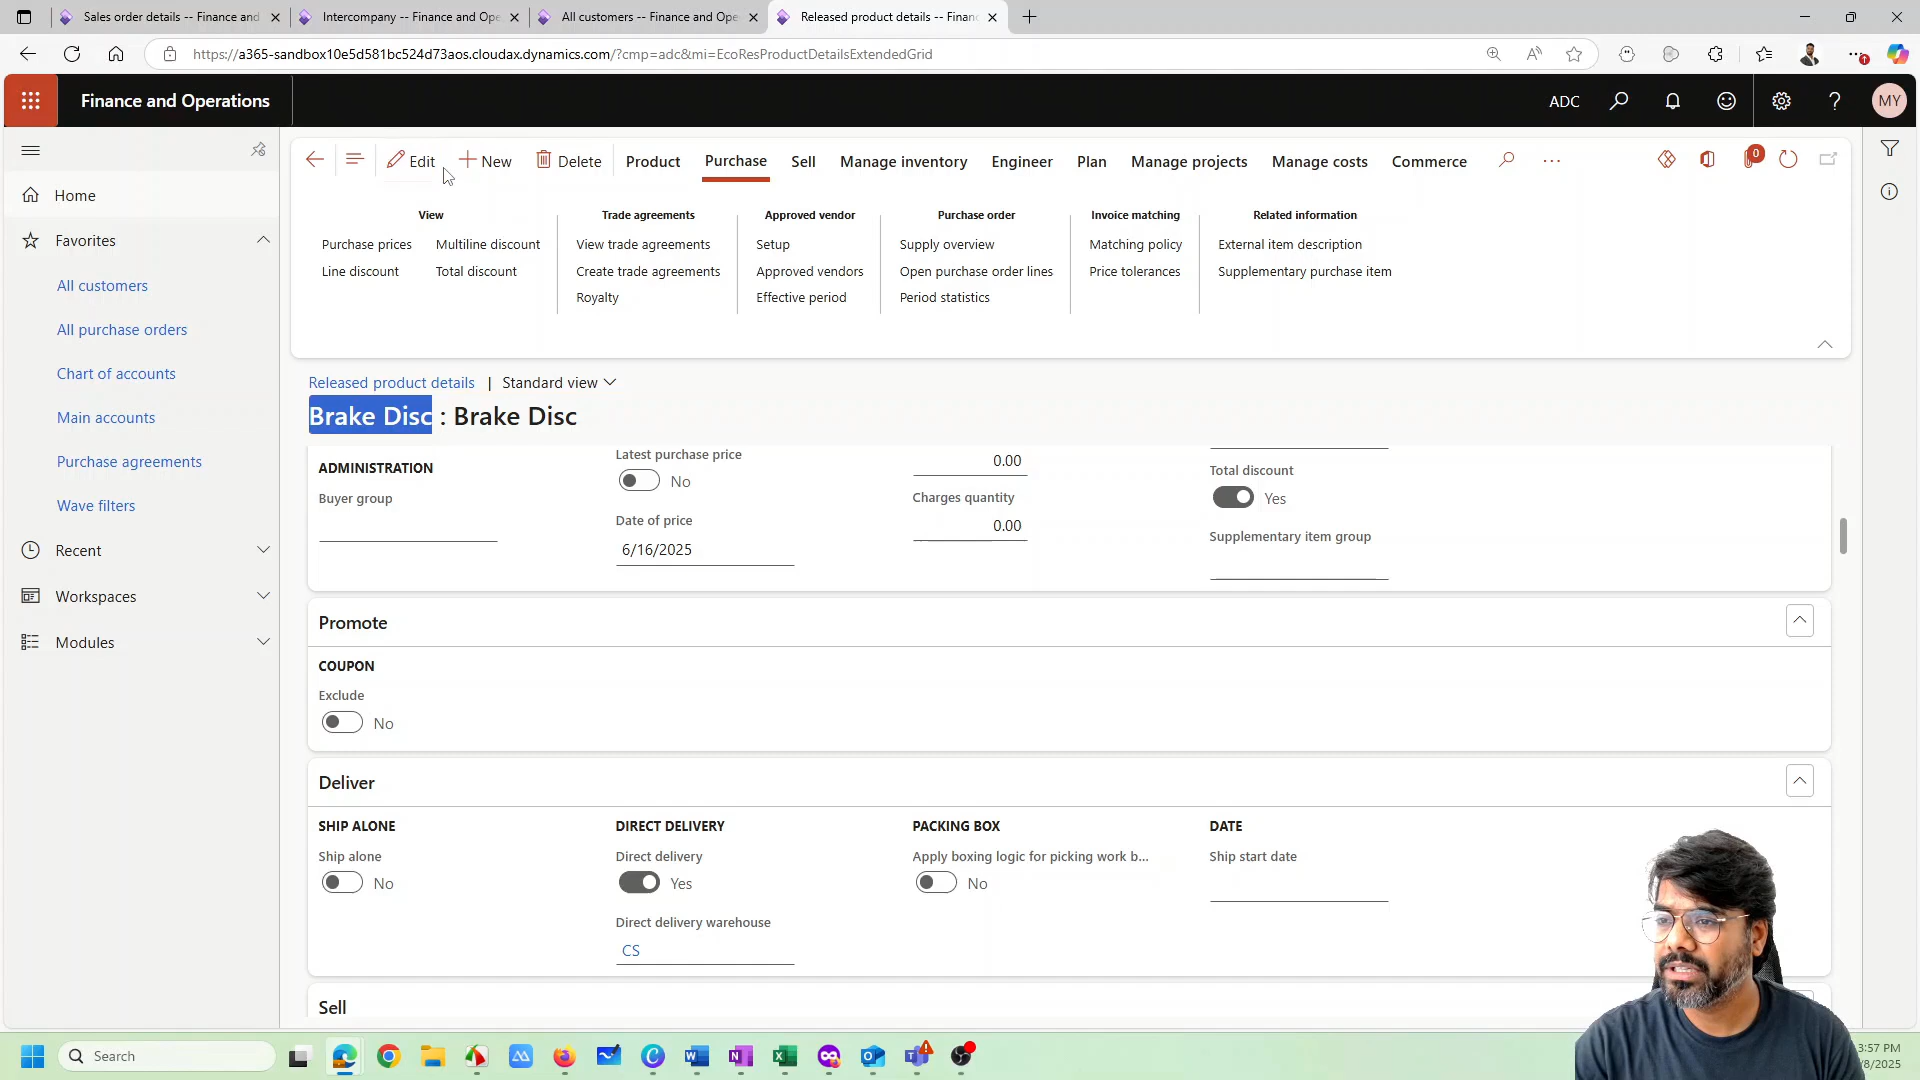 Sales order details -- Finance and
Intercompany -- Finance and Ope
All customers -- Finance and Ope
Released product details -- Finan
https://a365-sandbox10e5d581bc524d73aos.cloudax.dynamics.com/?cmp=adc&mi=EcoResProductDetailsExtendedGrid
Finance and Operations
ADC
MY
Edit
New
Delete
Product
Purchase
Sell
Manage inventory
Engineer
Plan
Manage projects
Manage costs
Commerce
0
Home
Favorites
All customers
All purchase orders
Chart of accounts
Main accounts
Purchase agreements
Wave filters
Recent
Workspaces
Modules
View
Purchase prices
Multiline discount
Line discount
Total discount
Trade agreements
View trade agreements
Create trade agreements
Royalty
Approved vendor
Setup
Approved vendors
Effective period
Purchase order
Supply overview
Open purchase order lines
Period statistics
Invoice matching
Matching policy
Price tolerances
Related information
External item description
Supplementary purchase item
Released product details | Standard view
Brake Disc : Brake Disc
ADMINISTRATION
Buyer group
Latest purchase price
No
Date of price
6/16/2025
0.00
Charges quantity
0.00
Total discount
Yes
Supplementary item group
Promote
COUPON
Exclude
No
Deliver
SHIP ALONE
Ship alone
No
DIRECT DELIVERY
Direct delivery
Yes
Direct delivery warehouse
CS
PACKING BOX
Apply boxing logic for picking work b...
No
DATE
Ship start date
Sell
Search
3:57 PM
/8/2025